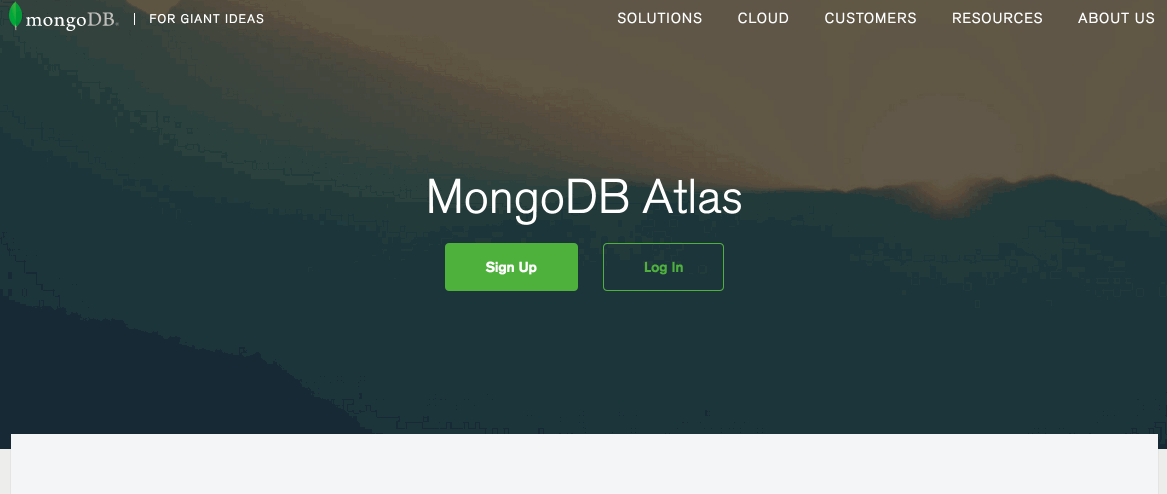 mongoDB. | FOR GIANT IDEAS
SOLUTIONS CLOUD CUSTOMERS RESOURCES ABOUT US
MongoDB Atlas
Sign Up Log In